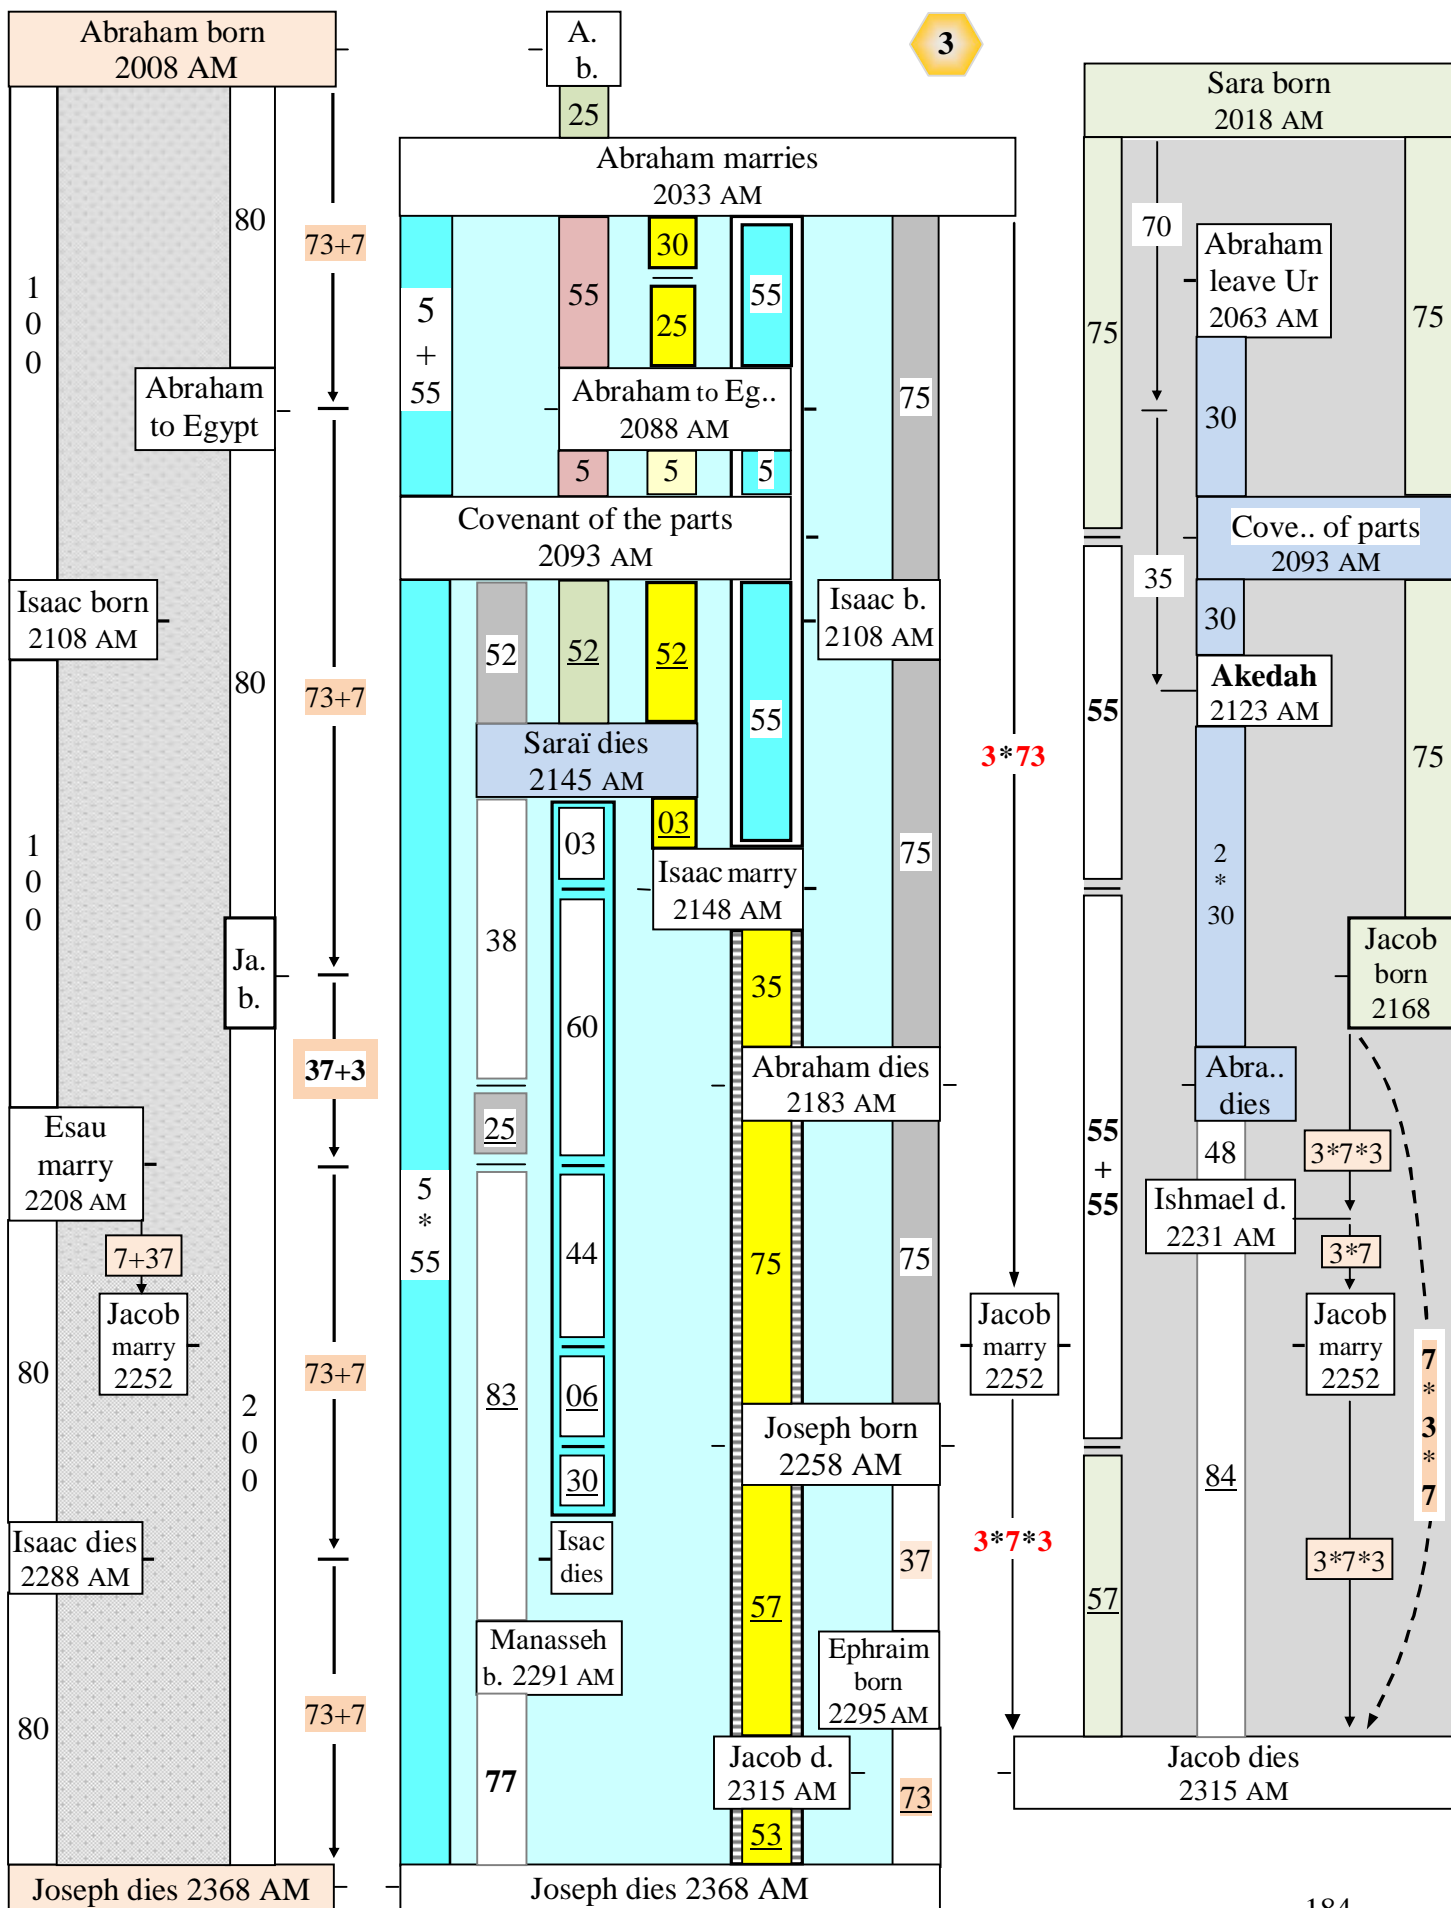 Abraham born
2008 AM
1
0
0
80
Abraham
to Egypt
Isaac born
2108 AM
80
1
0
0
Ja.
b.
Esau
marry
2208 AM
7+37
Jacob
marry
2252
80
2
0
0
Isaac dies
2288 AM
80
Joseph dies 2368 AM
73+7
73+7
37+3
73+7
73+7
A.
b.
25
3
Abraham marries
2033 AM
5
+
55
55
30
25
55
75
Abraham to Eg..
2088 AM
5
5
5
Covenant of the parts
2093 AM
Isaac b.
2108 AM
52
52
52
55
Saraï dies
2145 AM
03
03
Isaac marry
2148 AM
75
38
60
35
Abraham dies
2183 AM
25
5
*
55
44
75
75
83
06
30
Joseph born
2258 AM
Isac
dies
57
37
Manasseh
b. 2291 AM
Ephraim
born
2295 AM
77
Jacob d.
2315 AM
73
53
Joseph dies 2368 AM
3*73
Jacob
marry
2252
3*7*3
Sara born
2018 AM
70
Abraham
leave Ur
2063 AM
75
75
30
Cove.. of parts
2093 AM
35
30
Akedah
2123 AM
55
75
2
*
30
Jacob
born
2168
Abra..
dies
55
+
55
48
3*7*3
Ishmael d.
2231 AM
3*7
Jacob
marry
2252
7
*
3
*
7
84
3*7*3
57
Jacob dies
2315 AM
184